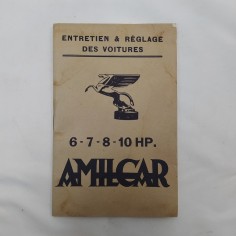 ENTRETIEN & RÉGLAGE
DES VOITURES
6-7-8-10 HP.
AMILCAR